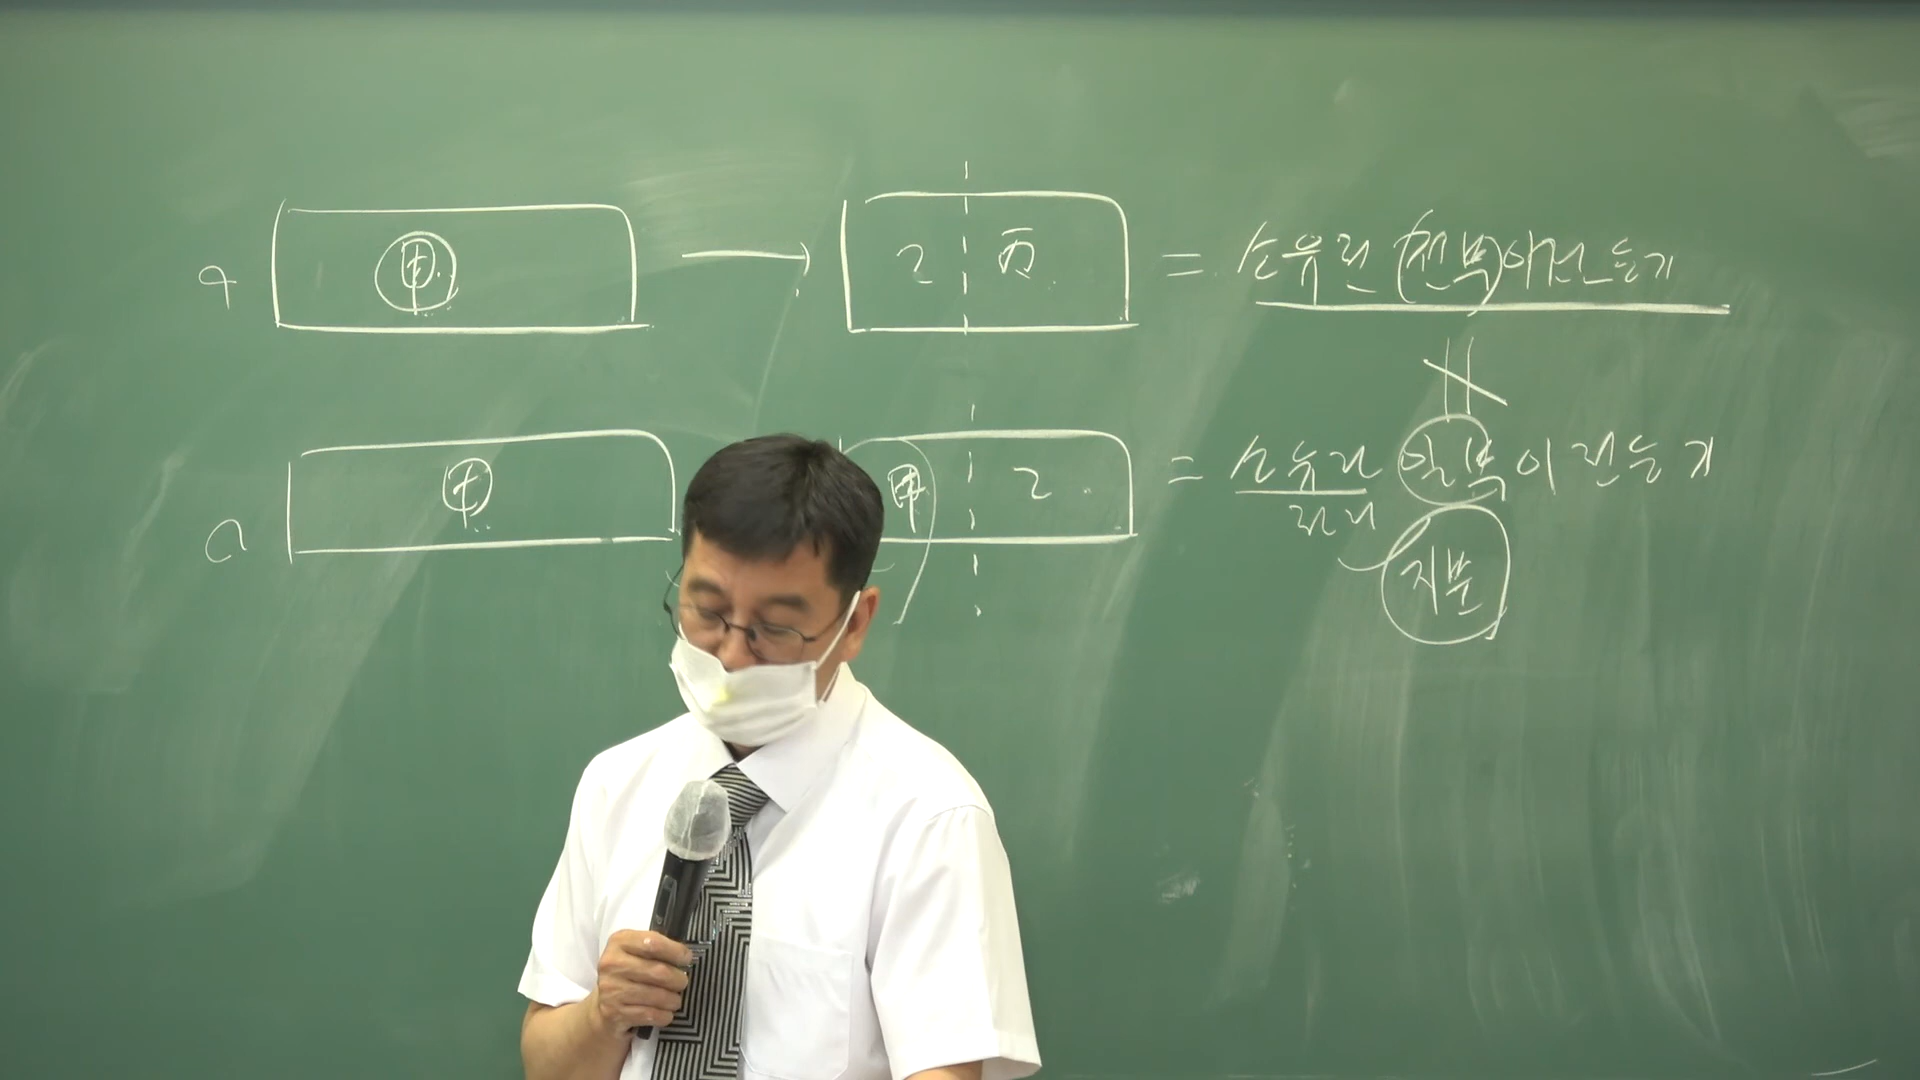 甲 → 乙 丙 = 소유권 전부이전등기
甲 甲 乙 = 소유권 일부이전등기
지분